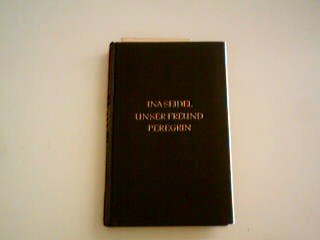 INA SEIDEL
UNSER FREUND
PEREGRIN